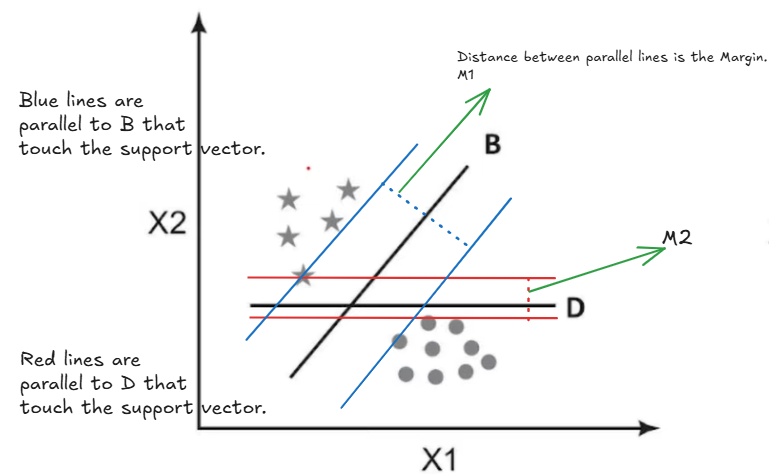 Distance between parallel lines is the Margin.
M1
Blue lines are
parallel to B that
touch the support vector.
B
X2
M2
D
Red lines are
parallel to D that
touch the support vector.
X1